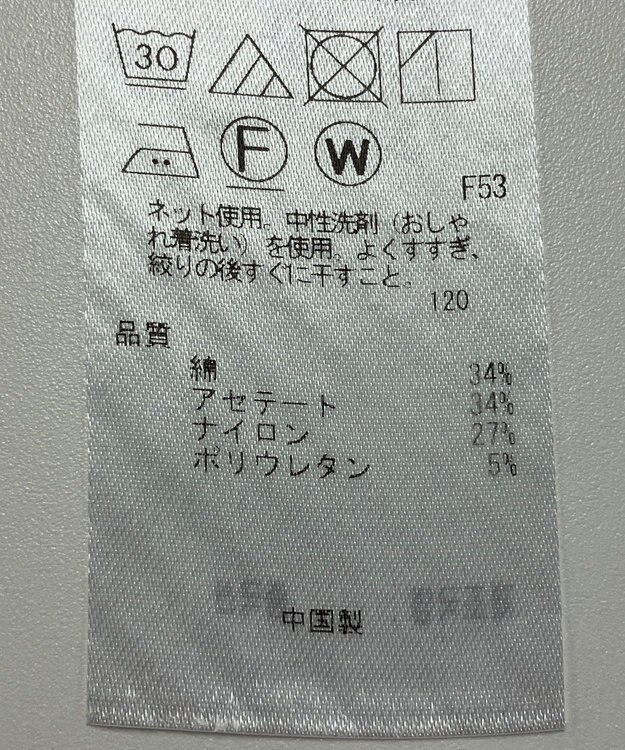 30
F W
F53
ネット使用。中性洗剤(おしゃ
れ着洗い)を使用。よくすすぎ、
絞りの後すぐに干すこと。
120
品質
綿 34%
アセテート 34%
ナイロン 27%
ポリウレタン 5%
中国製